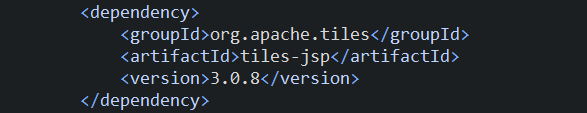 <dependency>
<groupId>org.apache.tiles</groupId>
<artifactId>tiles-jsp</artifactId>
<version>3.0.8</version>
</dependency>